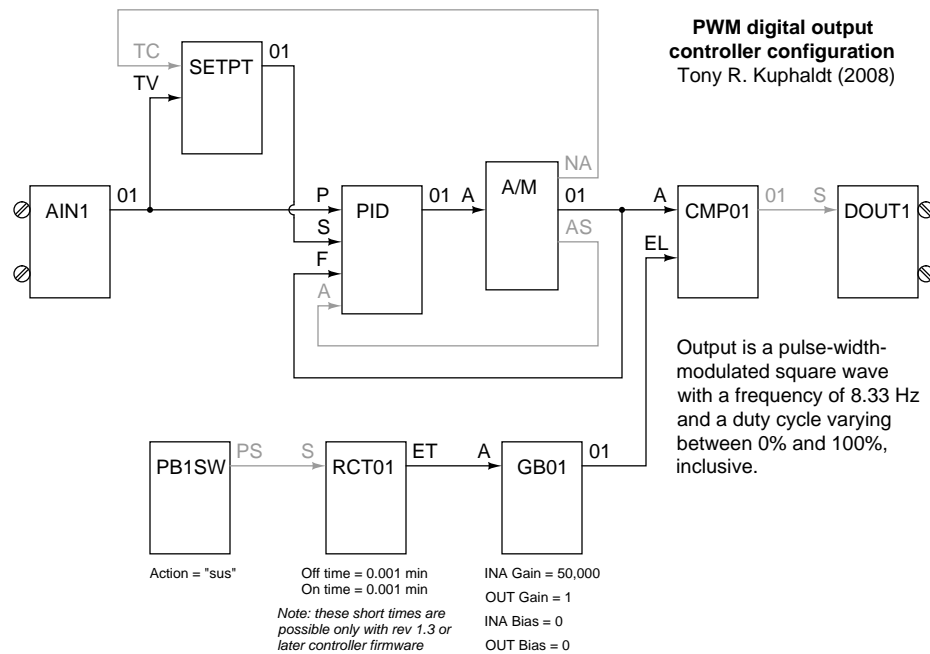 PWM digital output
controller configuration
Tony R. Kuphaldt (2008)
TC
01
SETPT
TV
NA
A/M
01
P
01
A
01
A
01
S
AIN1
PID
CMP01
DOUT1
S
AS
EL
F
A
Output is a pulse-width-
modulated square wave
with a frequency of 8.33 Hz
and a duty cycle varying
between 0% and 100%,
inclusive.
PS
S
ET
A
01
PB1SW
RCT01
GB01
Action = "sus"
Off time = 0.001 min
On time = 0.001 min
Note: these short times are
possible only with rev 1.3 or
later controller firmware
INA Gain = 50,000
OUT Gain = 1
INA Bias = 0
OUT Bias = 0